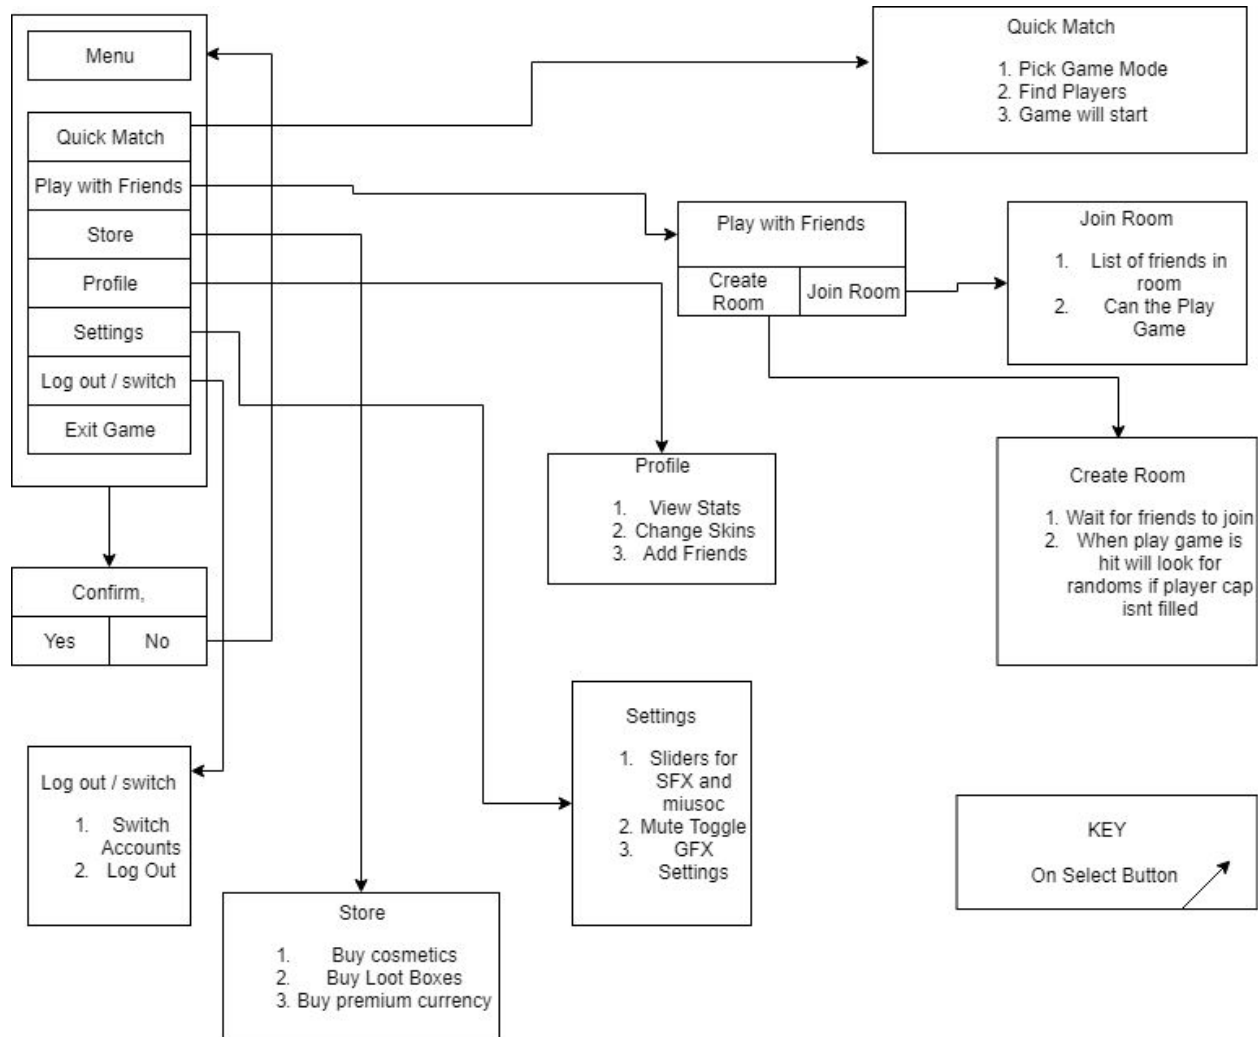 Menu
Quick Match
Play with Friends
Store
Profile
Settings
Log out / switch
Exit Game
Confirm,
Yes
No
Log out / switch
1. Switch
Accounts
2. Log Out
Store
1. Buy cosmetics
2. Buy Loot Boxes
3. Buy premium currency
Profile
1. View Stats
2. Change Skins
3. Add Friends
Settings
1. Sliders for
SFX and
miusoc
2. Mute Toggle
3. GFX
Settings
Quick Match
1. Pick Game Mode
2. Find Players
3. Game will start
Play with Friends
Create
Room
Join Room
Join Room
1. List of friends in
room
2. Can the Play
Game
Create Room
1. Wait for friends to join
2. When play game is
hit will look for
randoms if player cap
isnt filled
KEY
On Select Button